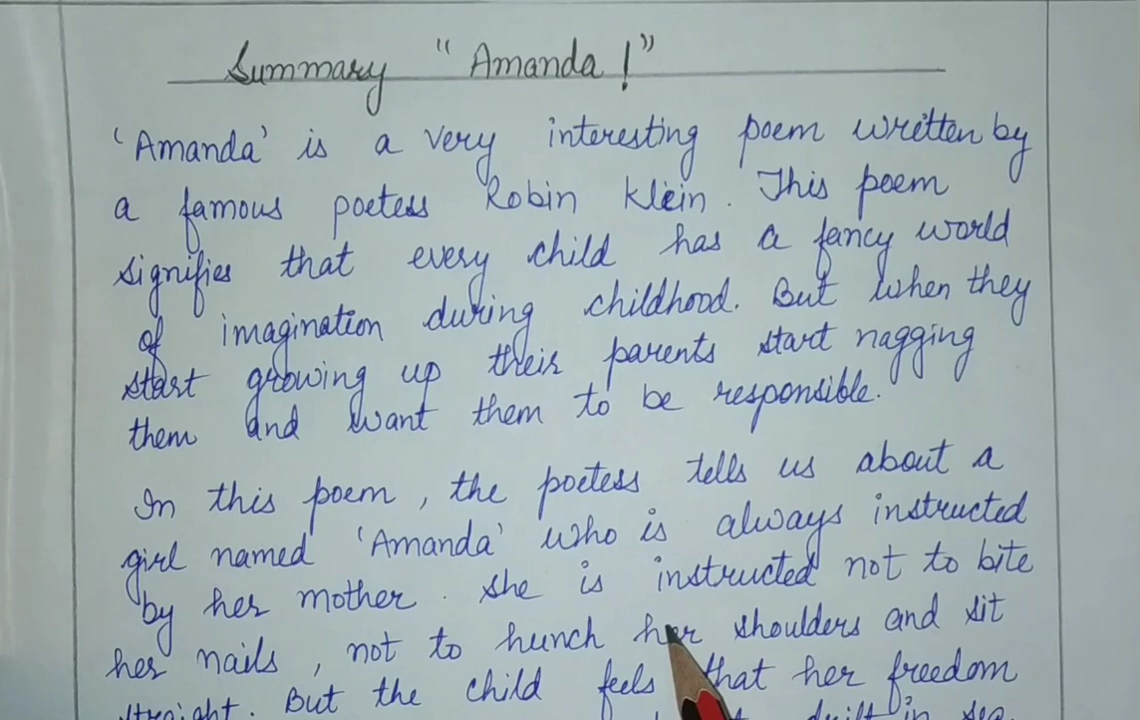 Summary "Amanda!"
'Amanda' is a very interesting poem written by
a famous poetess Robin Klein. This poem
signifies that every child has a fancy world
of imagination during childhood. But when they
start growing up their parents start nagging
them and want them to be responsible.
In this poem, the poetess tells us about a
girl named 'Amanda' who is always instructed
by her mother. She is instructed not to bite
her nails, not to hunch her shoulders and sit
straight. But the child feels that her freedom
drift in sea